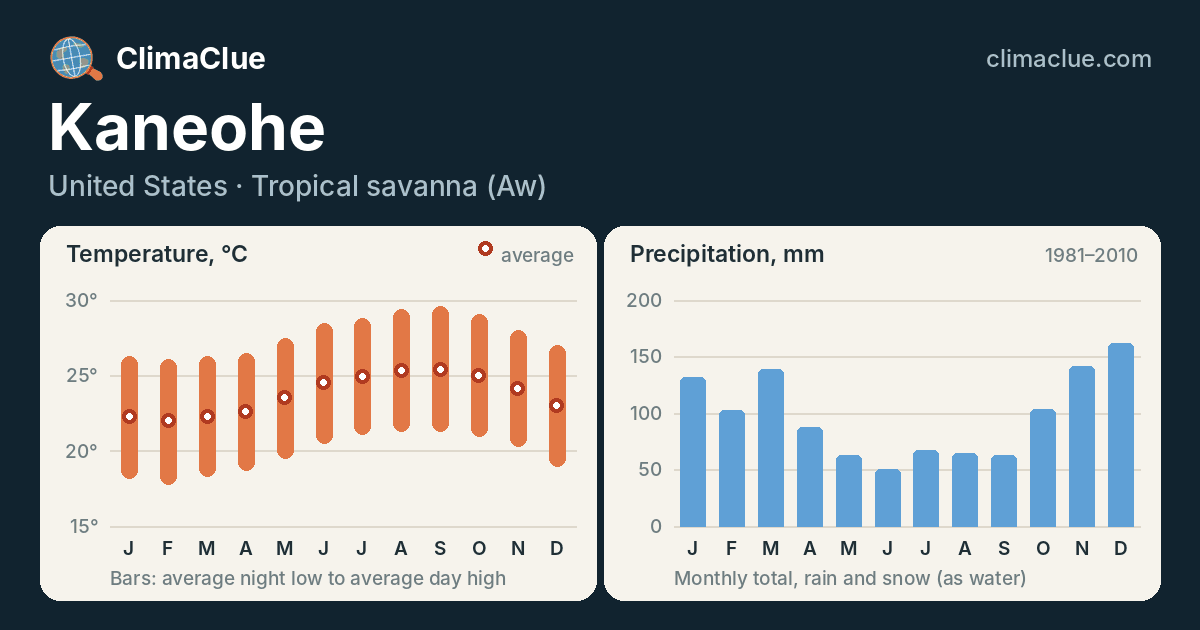 ClimaClue
climaclue.com
Kaneohe
United States · Tropical savanna (Aw)
Temperature, °C
average
30°
25°
20°
15°
J F M A M J J A S O N D
Bars: average night low to average day high
Precipitation, mm
1981–2010
200
150
100
50
0
J F M A M J J A S O N D
Monthly total, rain and snow (as water)